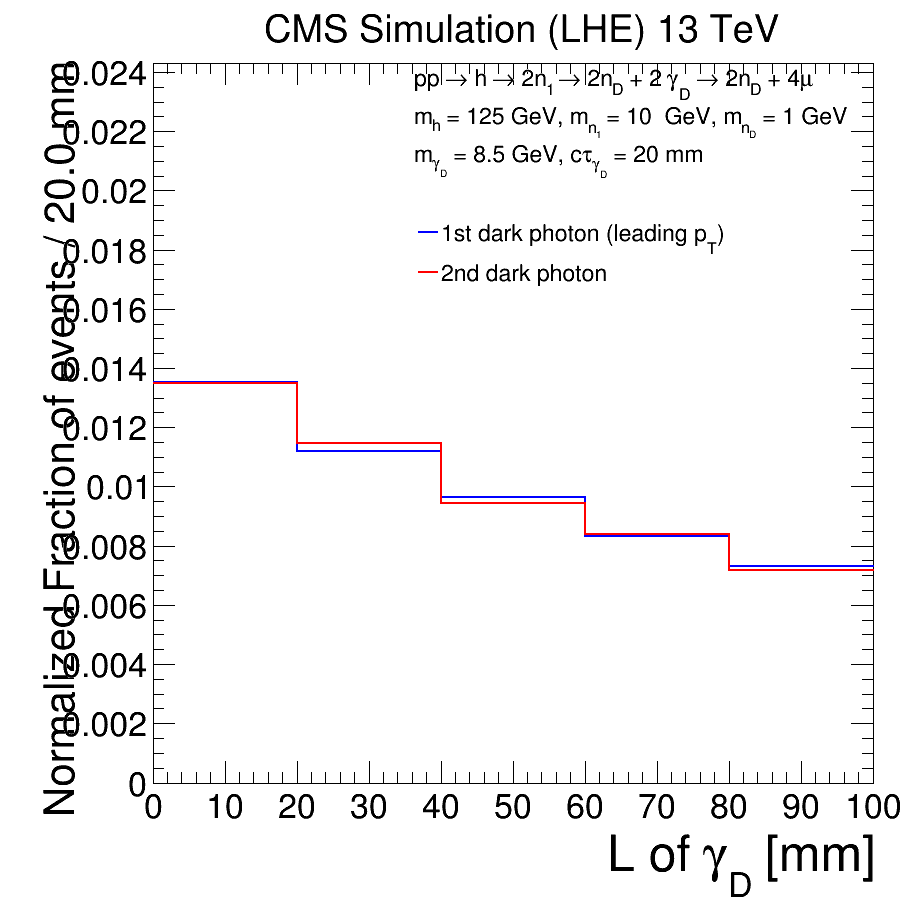 CMS Simulation (LHE) 13 TeV
pp → h → 2n1 → 2nD + 2 γD → 2nD + 4μ
mh = 125 GeV, mn1 = 10 GeV, mnD = 1 GeV
mγD = 8.5 GeV, cτγD = 20 mm
1st dark photon (leading pT)
2nd dark photon
Normalized Fraction of events / 20.0 mm
0.024
0.022
0.02
0.018
0.016
0.014
0.012
0.01
0.008
0.006
0.004
0.002
0
0 10 20 30 40 50 60 70 80 90 100
L of γD [mm]